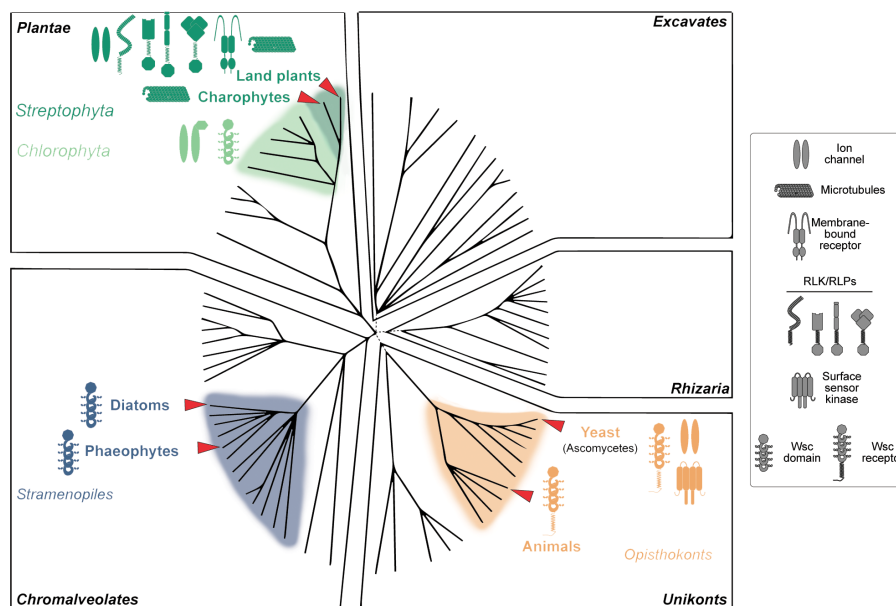 Plantae
Excavates
Land plants
Charophytes
Streptophyta
Chlorophyta
Ion
channel
Microtubules
Membrane-
bound
receptor
RLK/RLPs
Surface
sensor
kinase
Wsc
domain
Wsc
recepto
Rhizaria
Diatoms
Phaeophytes
Stramenopiles
Chromalveolates
Yeast
(Ascomycetes)
Animals
Opisthokonts
Unikonts